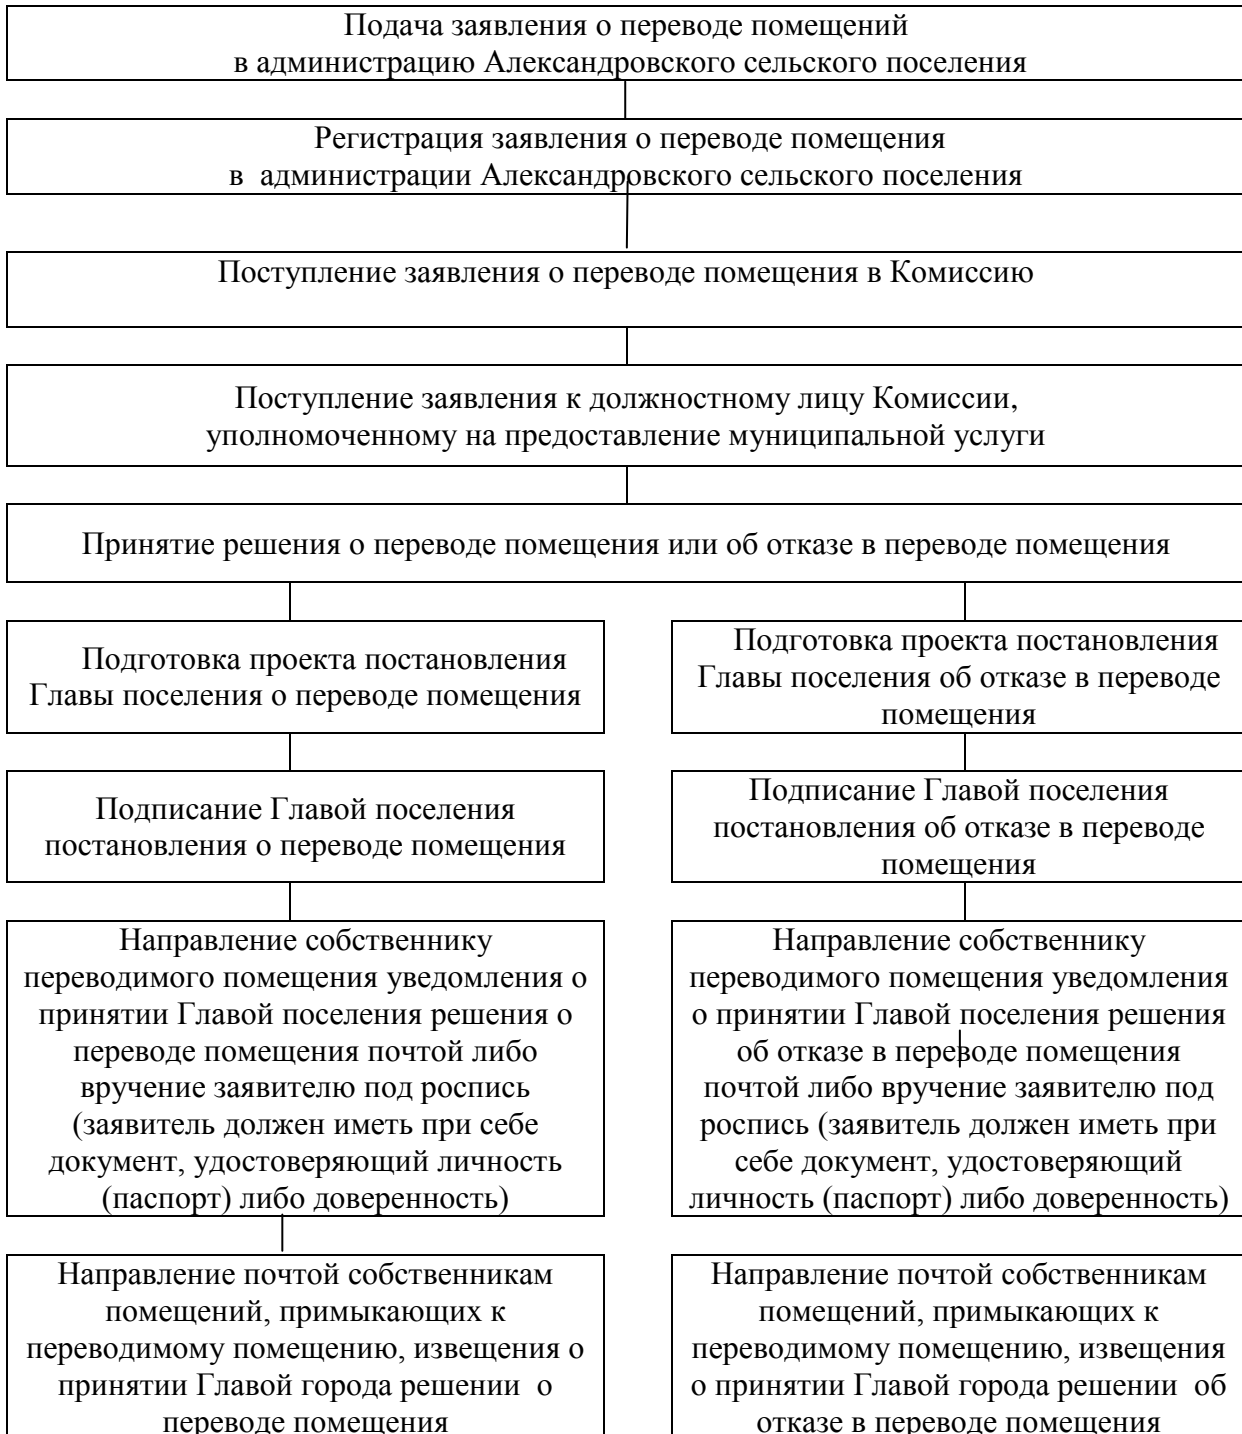 Подача заявления о переводе помещений
в администрацию Александровского сельского поселения
Регистрация заявления о переводе помещения
в  администрации Александровского сельского поселения
Поступление заявления о переводе помещения в Комиссию
Поступление заявления к должностному лицу Комиссии,
уполномоченному на предоставление муниципальной услуги
Принятие решения о переводе помещения или об отказе в переводе помещения
Подготовка проекта постановления
Главы поселения о переводе помещения
Подготовка проекта постановления
Главы поселения об отказе в переводе
помещения
Подписание Главой поселения
постановления о переводе помещения
Подписание Главой поселения
постановления об отказе в переводе
помещения
Направление собственнику
переводимого помещения уведомления о
принятии Главой поселения решения о
переводе помещения почтой либо
вручение заявителю под роспись
(заявитель должен иметь при себе
документ, удостоверяющий личность
(паспорт) либо доверенность)
Направление собственнику
переводимого помещения уведомления
о принятии Главой поселения решения
об отказе в переводе помещения
почтой либо вручение заявителю под
роспись (заявитель должен иметь при
себе документ, удостоверяющий
личность (паспорт) либо доверенность)
Направление почтой собственникам
помещений, примыкающих к
переводимому помещению, извещения о
принятии Главой города решении  о
переводе помещения
Направление почтой собственникам
помещений, примыкающих к
переводимому помещению, извещения
о принятии Главой города решении  об
отказе в переводе помещения